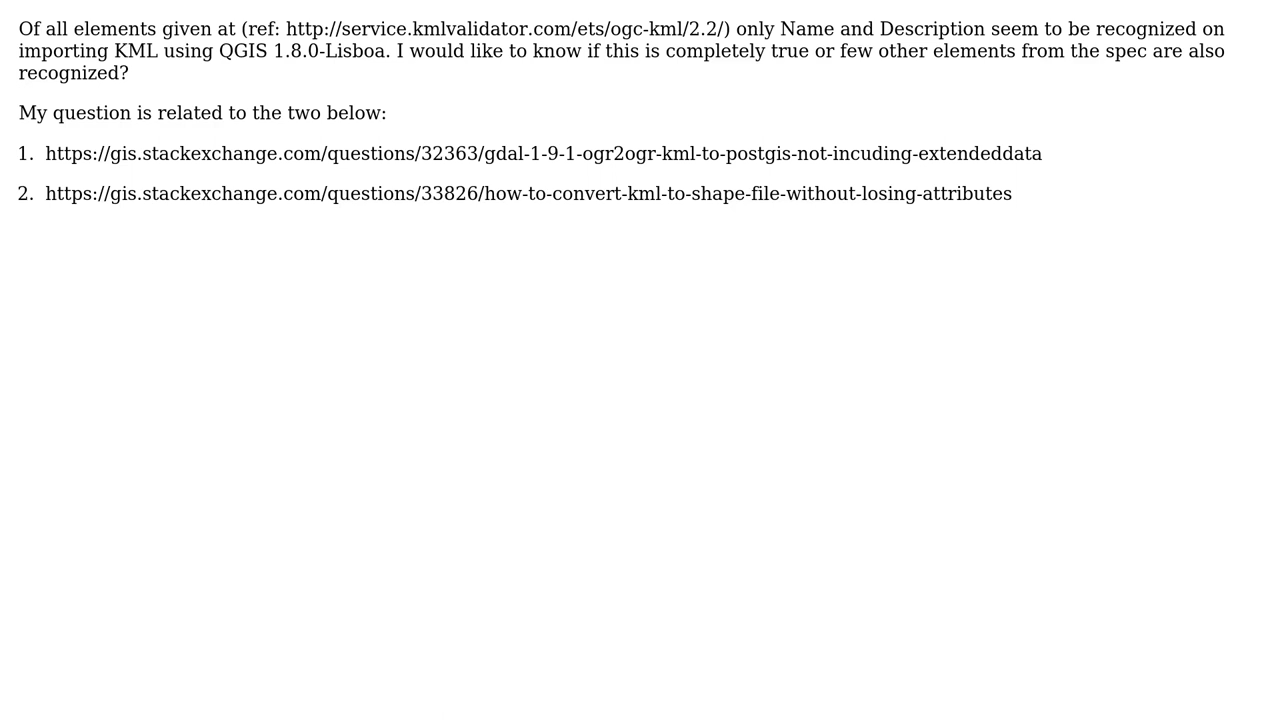 Of all elements given at (ref: http://service.kmlvalidator.com/ets/ogc-kml/2.2/) only Name and Description seem to be recognized on
importing KML using QGIS 1.8.0-Lisboa. I would like to know if this is completely true or few other elements from the spec are also
recognized?
My question is related to the two below:
1. https://gis.stackexchange.com/questions/32363/gdal-1-9-1-ogr2ogr-kml-to-postgis-not-incuding-extendeddata
2. https://gis.stackexchange.com/questions/33826/how-to-convert-kml-to-shape-file-without-losing-attributes